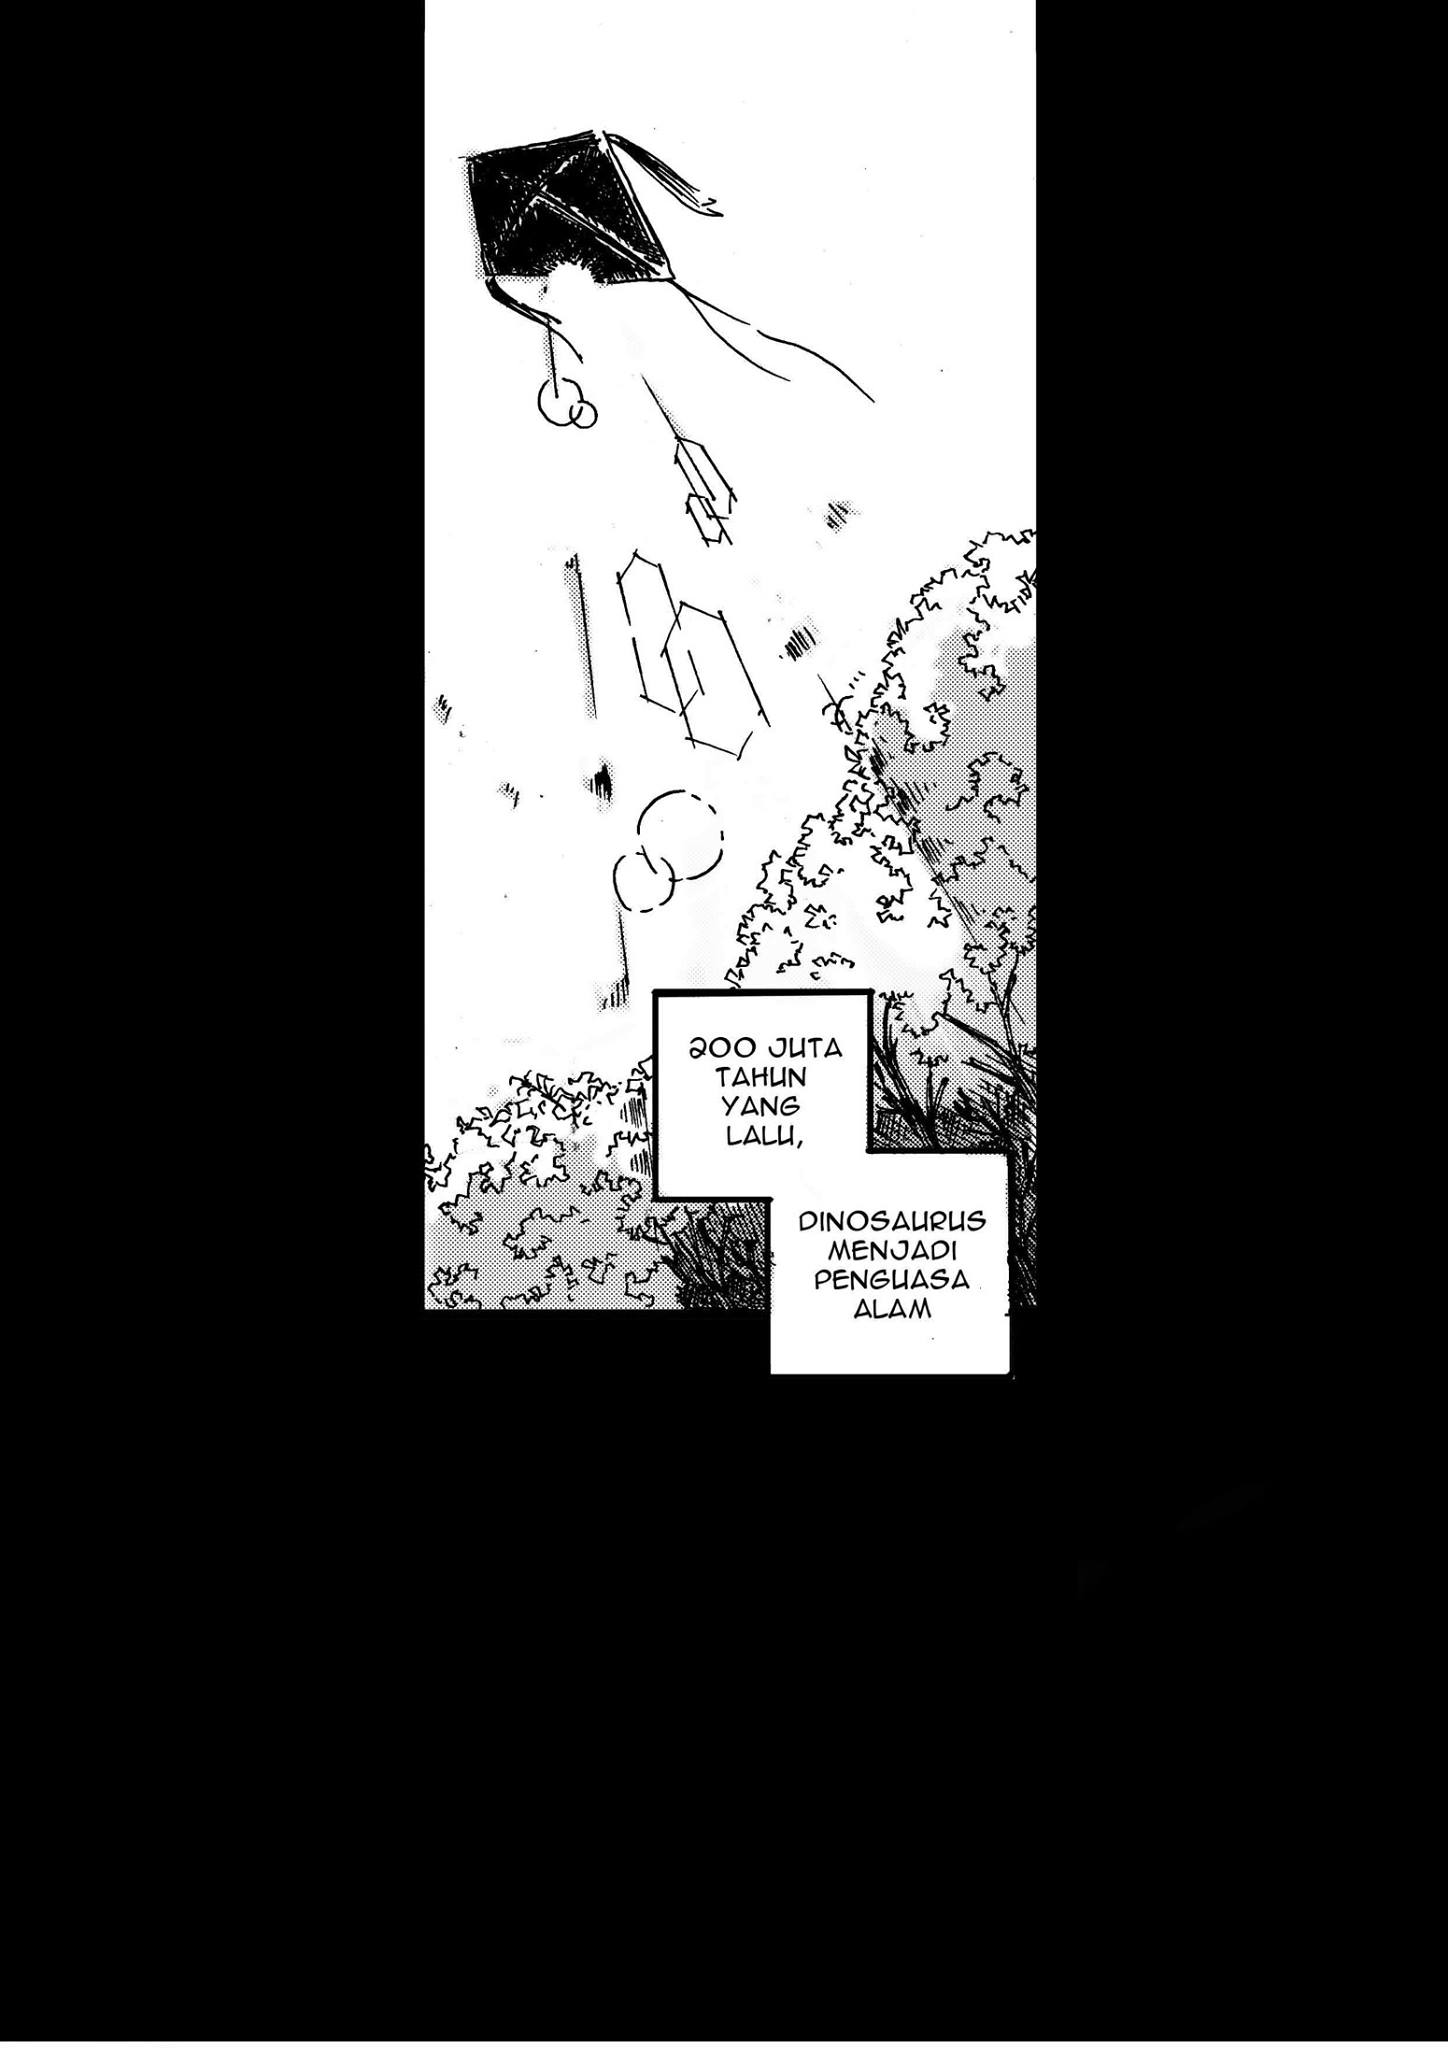 200 JUTA
TAHUN
YANG
LALU,
DINOSAURUS
MENJADI
PENGUASA
ALAM